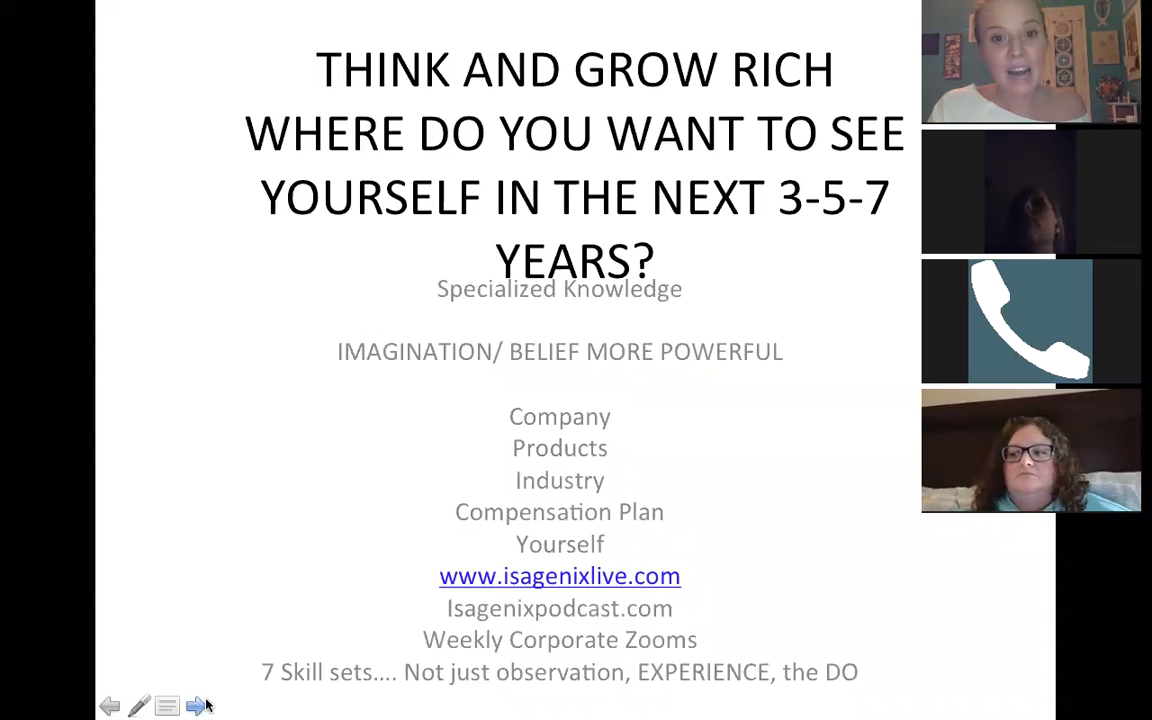 THINK AND GROW RICH
WHERE DO YOU WANT TO SEE
YOURSELF IN THE NEXT 3-5-7
YEARS?
Specialized Knowledge
IMAGINATION/ BELIEF MORE POWERFUL
Company
Products
Industry
Compensation Plan
Yourself
www.isagenixlive.com
Isagenixpodcast.com
Weekly Corporate Zooms
7 Skill sets.... Not just observation, EXPERIENCE, the DO